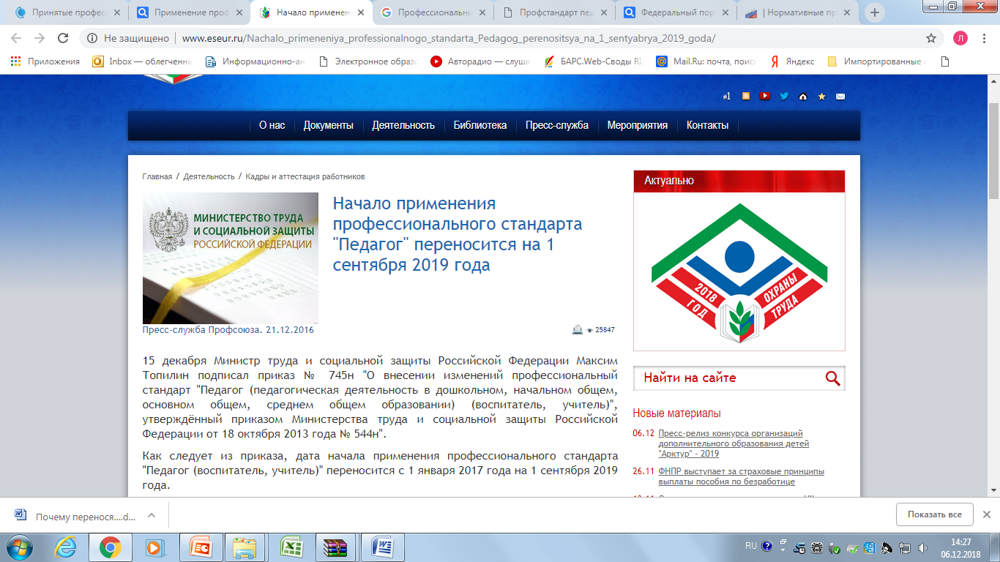 Принятые професс
Применение проф
Начало применен
Профессиональны
Профстандарт пед
Федеральный пор
| Нормативные пр
Не защищено | www.eseur.ru/Nachalo_primeneniya_professionalnogo_standarta_Pedagog_perenositsya_na_1_sentyabrya_2019_goda/
Л
Приложения
Inbox — облегченны
Информационно-ан
Электронное образо
Авторадио — слуша
БАРС.Web-Своды RI
Mail.Ru: почта, поис
Яндекс
Импортированные
#1
О нас Документы Деятельность Библиотека Пресс-служба Мероприятия Контакты
Главная / Деятельность / Кадры и аттестация работников
МИНИСТЕРСТВО ТРУДА
И СОЦИАЛЬНОЙ ЗАЩИТЫ
РОССИЙСКОЙ ФЕДЕРАЦИИ
Начало применения
профессионального стандарта
"Педагог" переносится на 1
сентября 2019 года
Пресс-служба Профсоюза. 21.12.2016
25847
15 декабря Министр труда и социальной защиты Российской Федерации Максим
Топилин подписал приказ № 745н "О внесении изменений профессиональный
стандарт "Педагог (педагогическая деятельность в дошкольном, начальном общем,
основном общем, среднем общем образовании) (воспитатель, учитель)",
утверждённый приказом Министерства труда и социальной защиты Российской
Федерации от 18 октября 2013 года № 544н".
Как следует из приказа, дата начала применения профессионального стандарта
"Педагог (воспитатель, учитель)" переносится с 1 января 2017 года на 1 сентября 2019
года.
Актуально
2018
ГОД
ОХРАНЫ
ТРУДА
Найти на сайте
Новые материалы
06.12 Пресс-релиз конкурса организаций
дополнительного образования детей
"Арктур" - 2019
26.11 ФНПР выступает за страховые принципы
выплаты пособия по безработице
Почему перенося....d...
Показать все
RU
14:27
06.12.2018